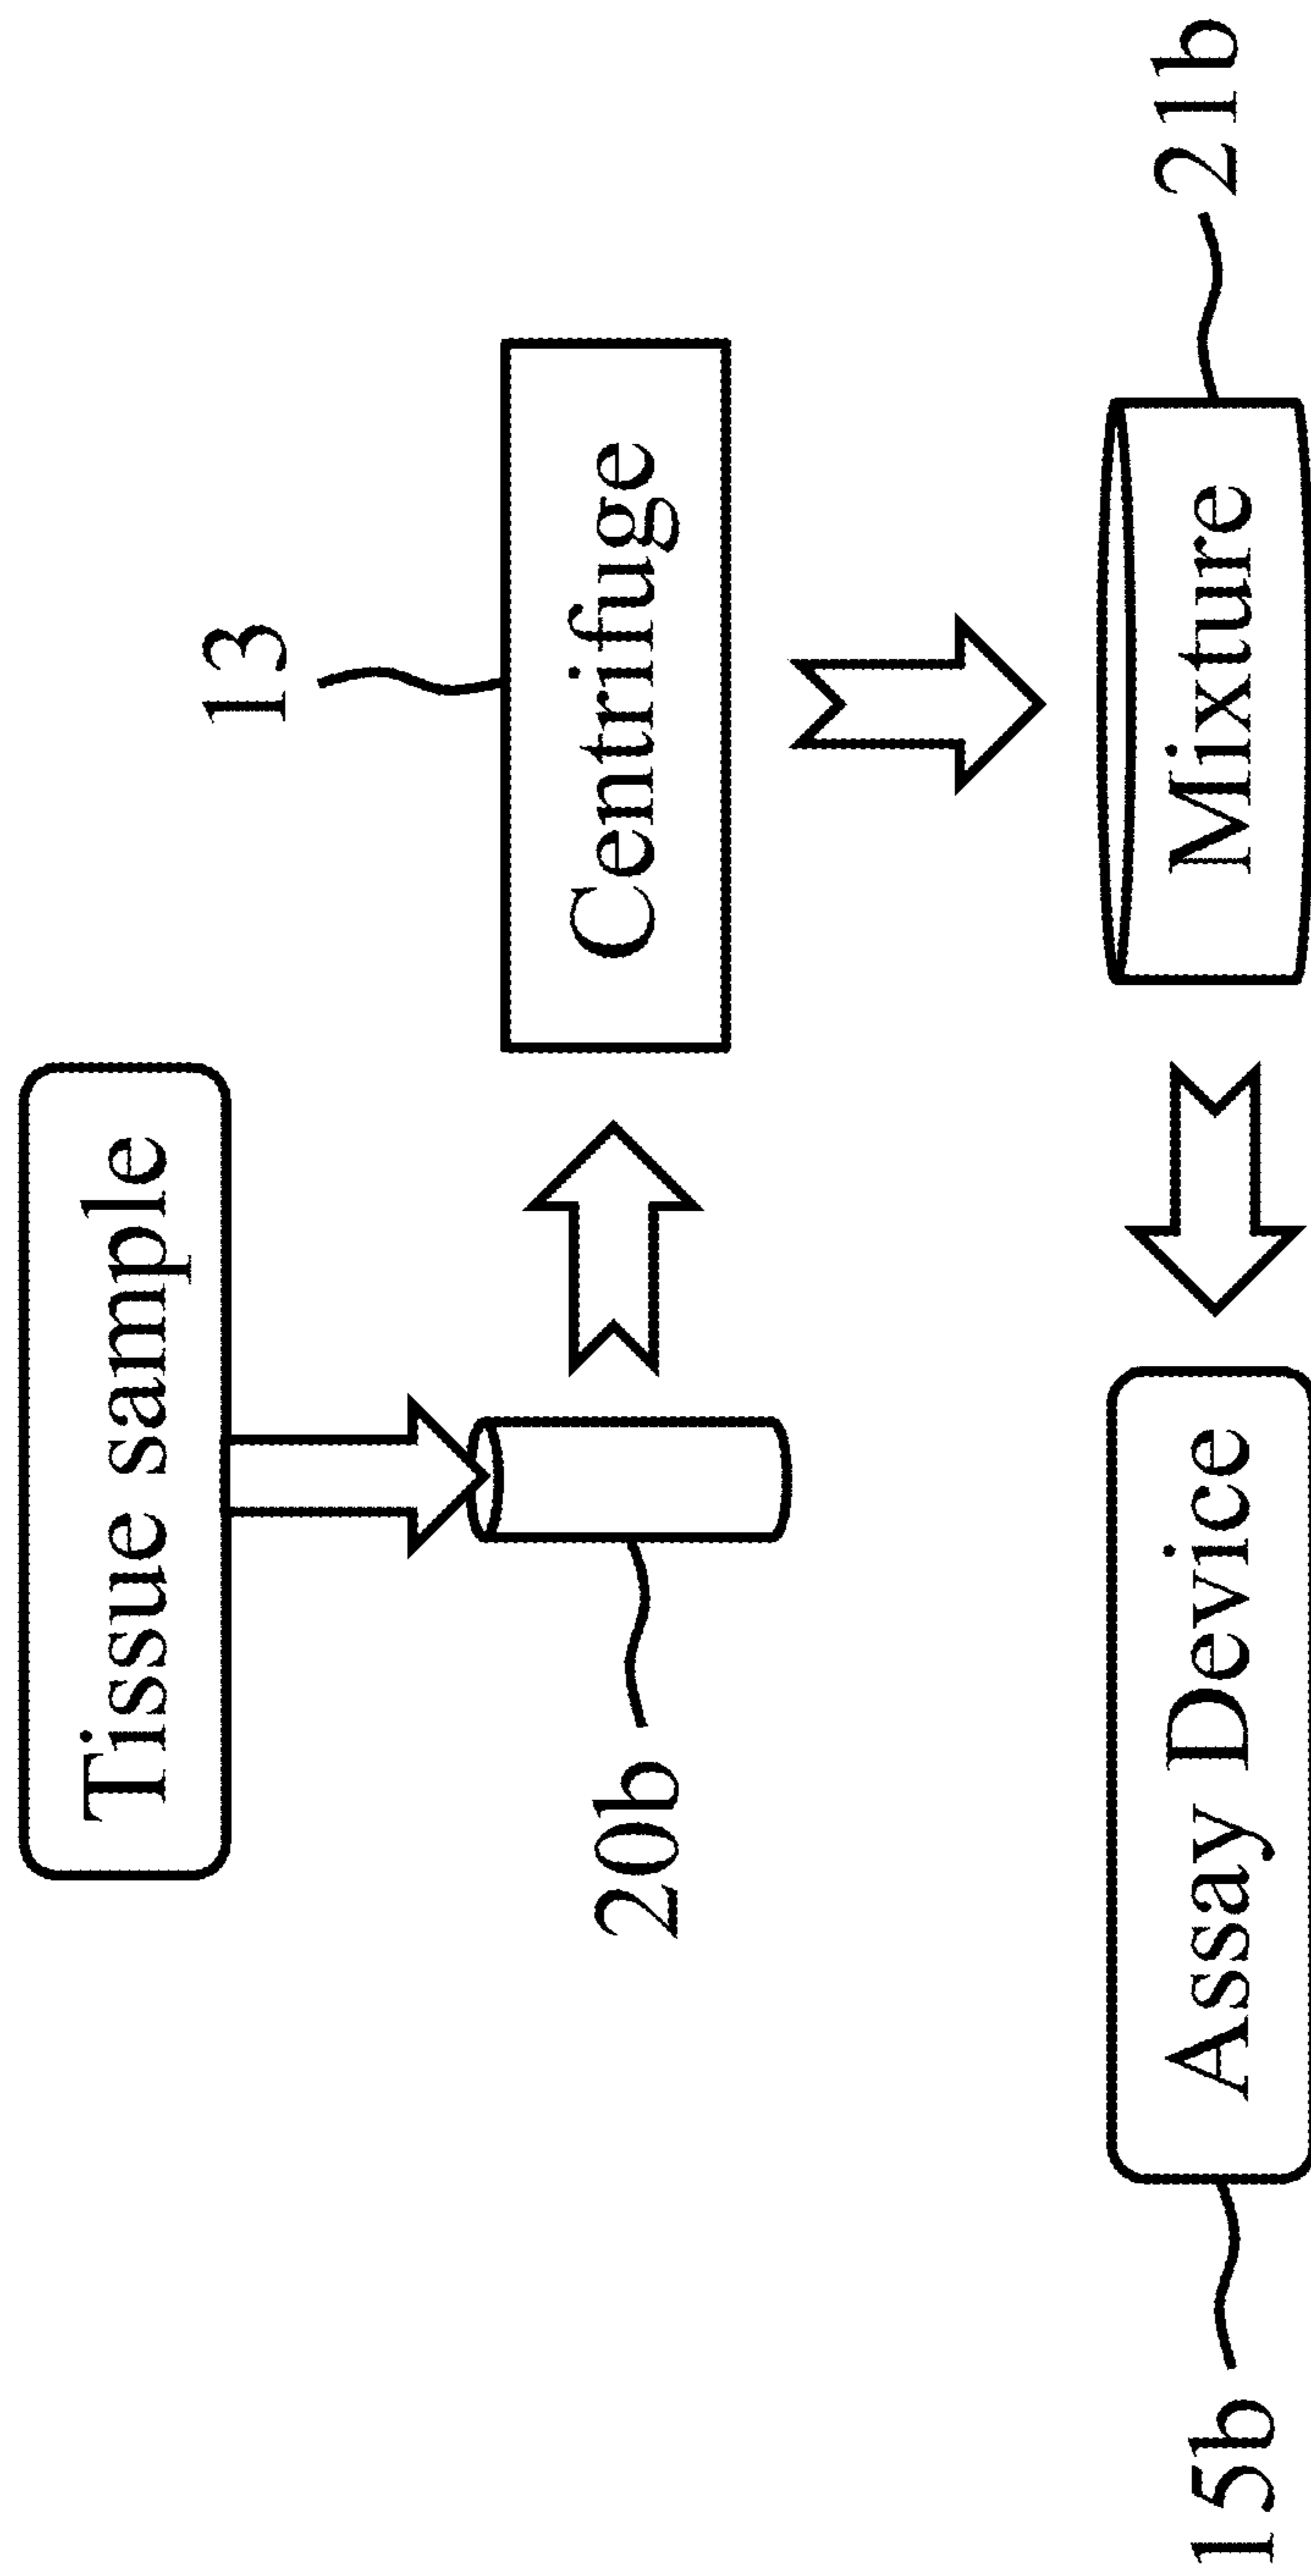 Tissue sample
13
20b
Centrifuge
Mixture
21b
Assay Device
15b